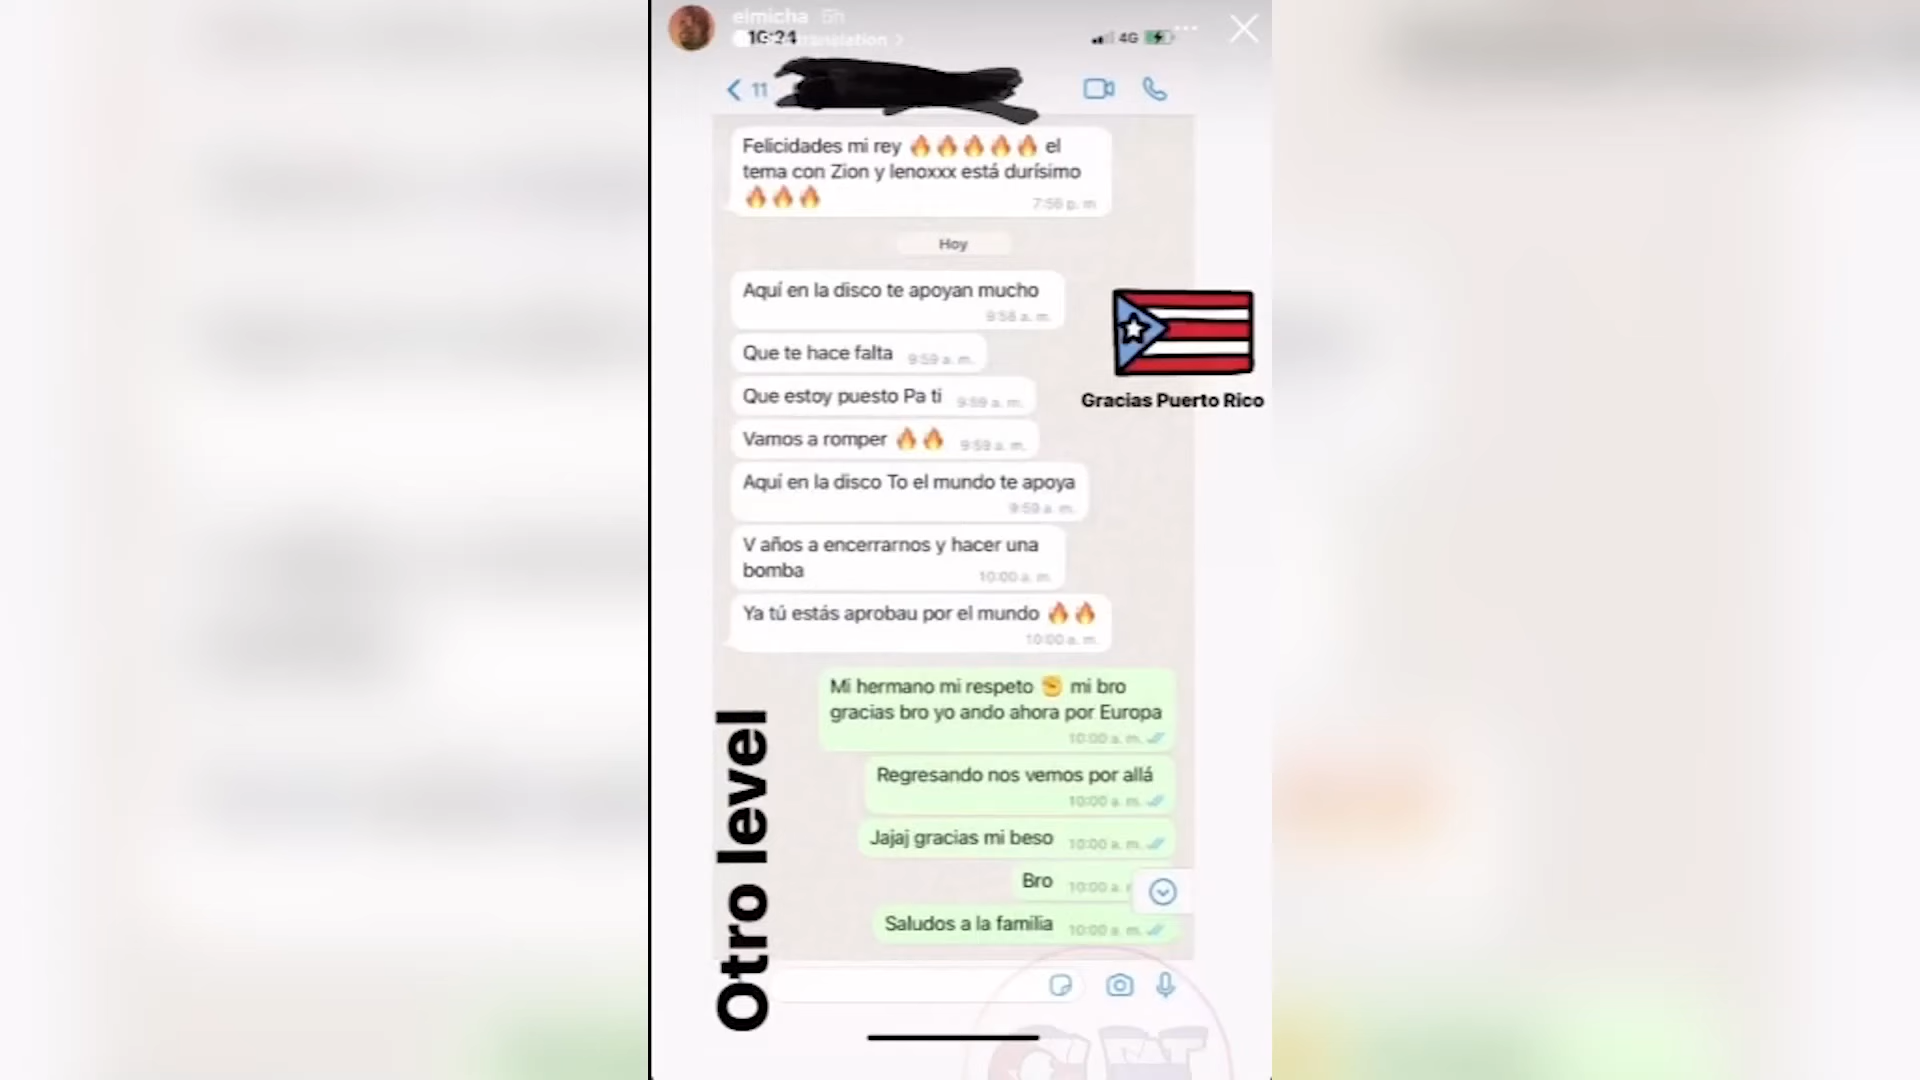 elmicha 5h
10:24
translation >
4G
11
Felicidades mi rey 🔥🔥🔥🔥🔥 el
tema con Zion y lenoxxx está durísimo
🔥🔥🔥
7:56 p. m
Hoy
Aquí en la disco te apoyan mucho
9:58 a. m.
Que te hace falta 9:59 a. m.
Que estoy puesto Pa ti 9:59 a. m.
Vamos a romper 🔥🔥 9:59 a. m.
Aquí en la disco To el mundo te apoya
9:59 a. m.
V años a encerrarnos y hacer una
bomba 10:00 a. m.
Ya tú estás aprobau por el mundo 🔥🔥
10:00 a. m.
Gracias Puerto Rico
Mi hermano mi respeto ✊ mi bro
gracias bro yo ando ahora por Europa
10:00 a. m.
Regresando nos vemos por allá
10:00 a. m.
Jajaj gracias mi beso 10:00 a. m.
Bro 10:00 a.
Saludos a la familia 10:00 a. m.
Otro level